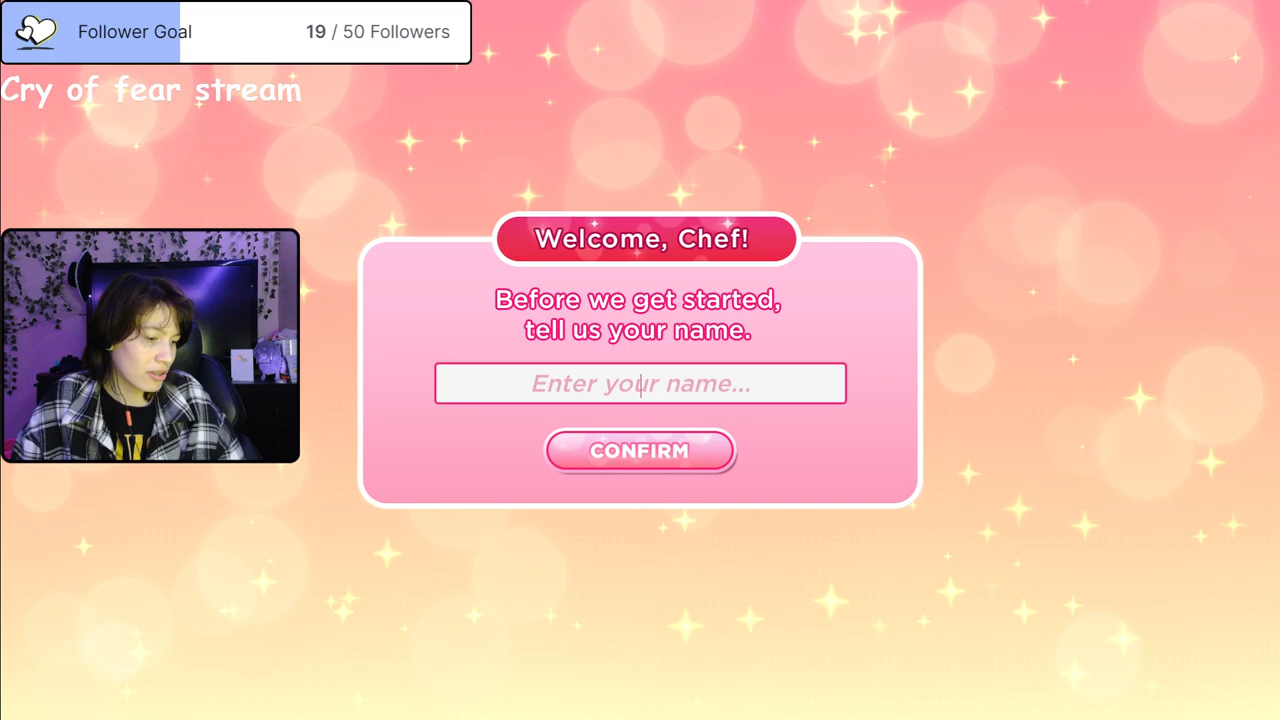 Follower Goal 19 / 50 Followers
Cry of fear stream
Welcome, Chef!
Before we get started,
tell us your name.
Enter your name...
CONFIRM